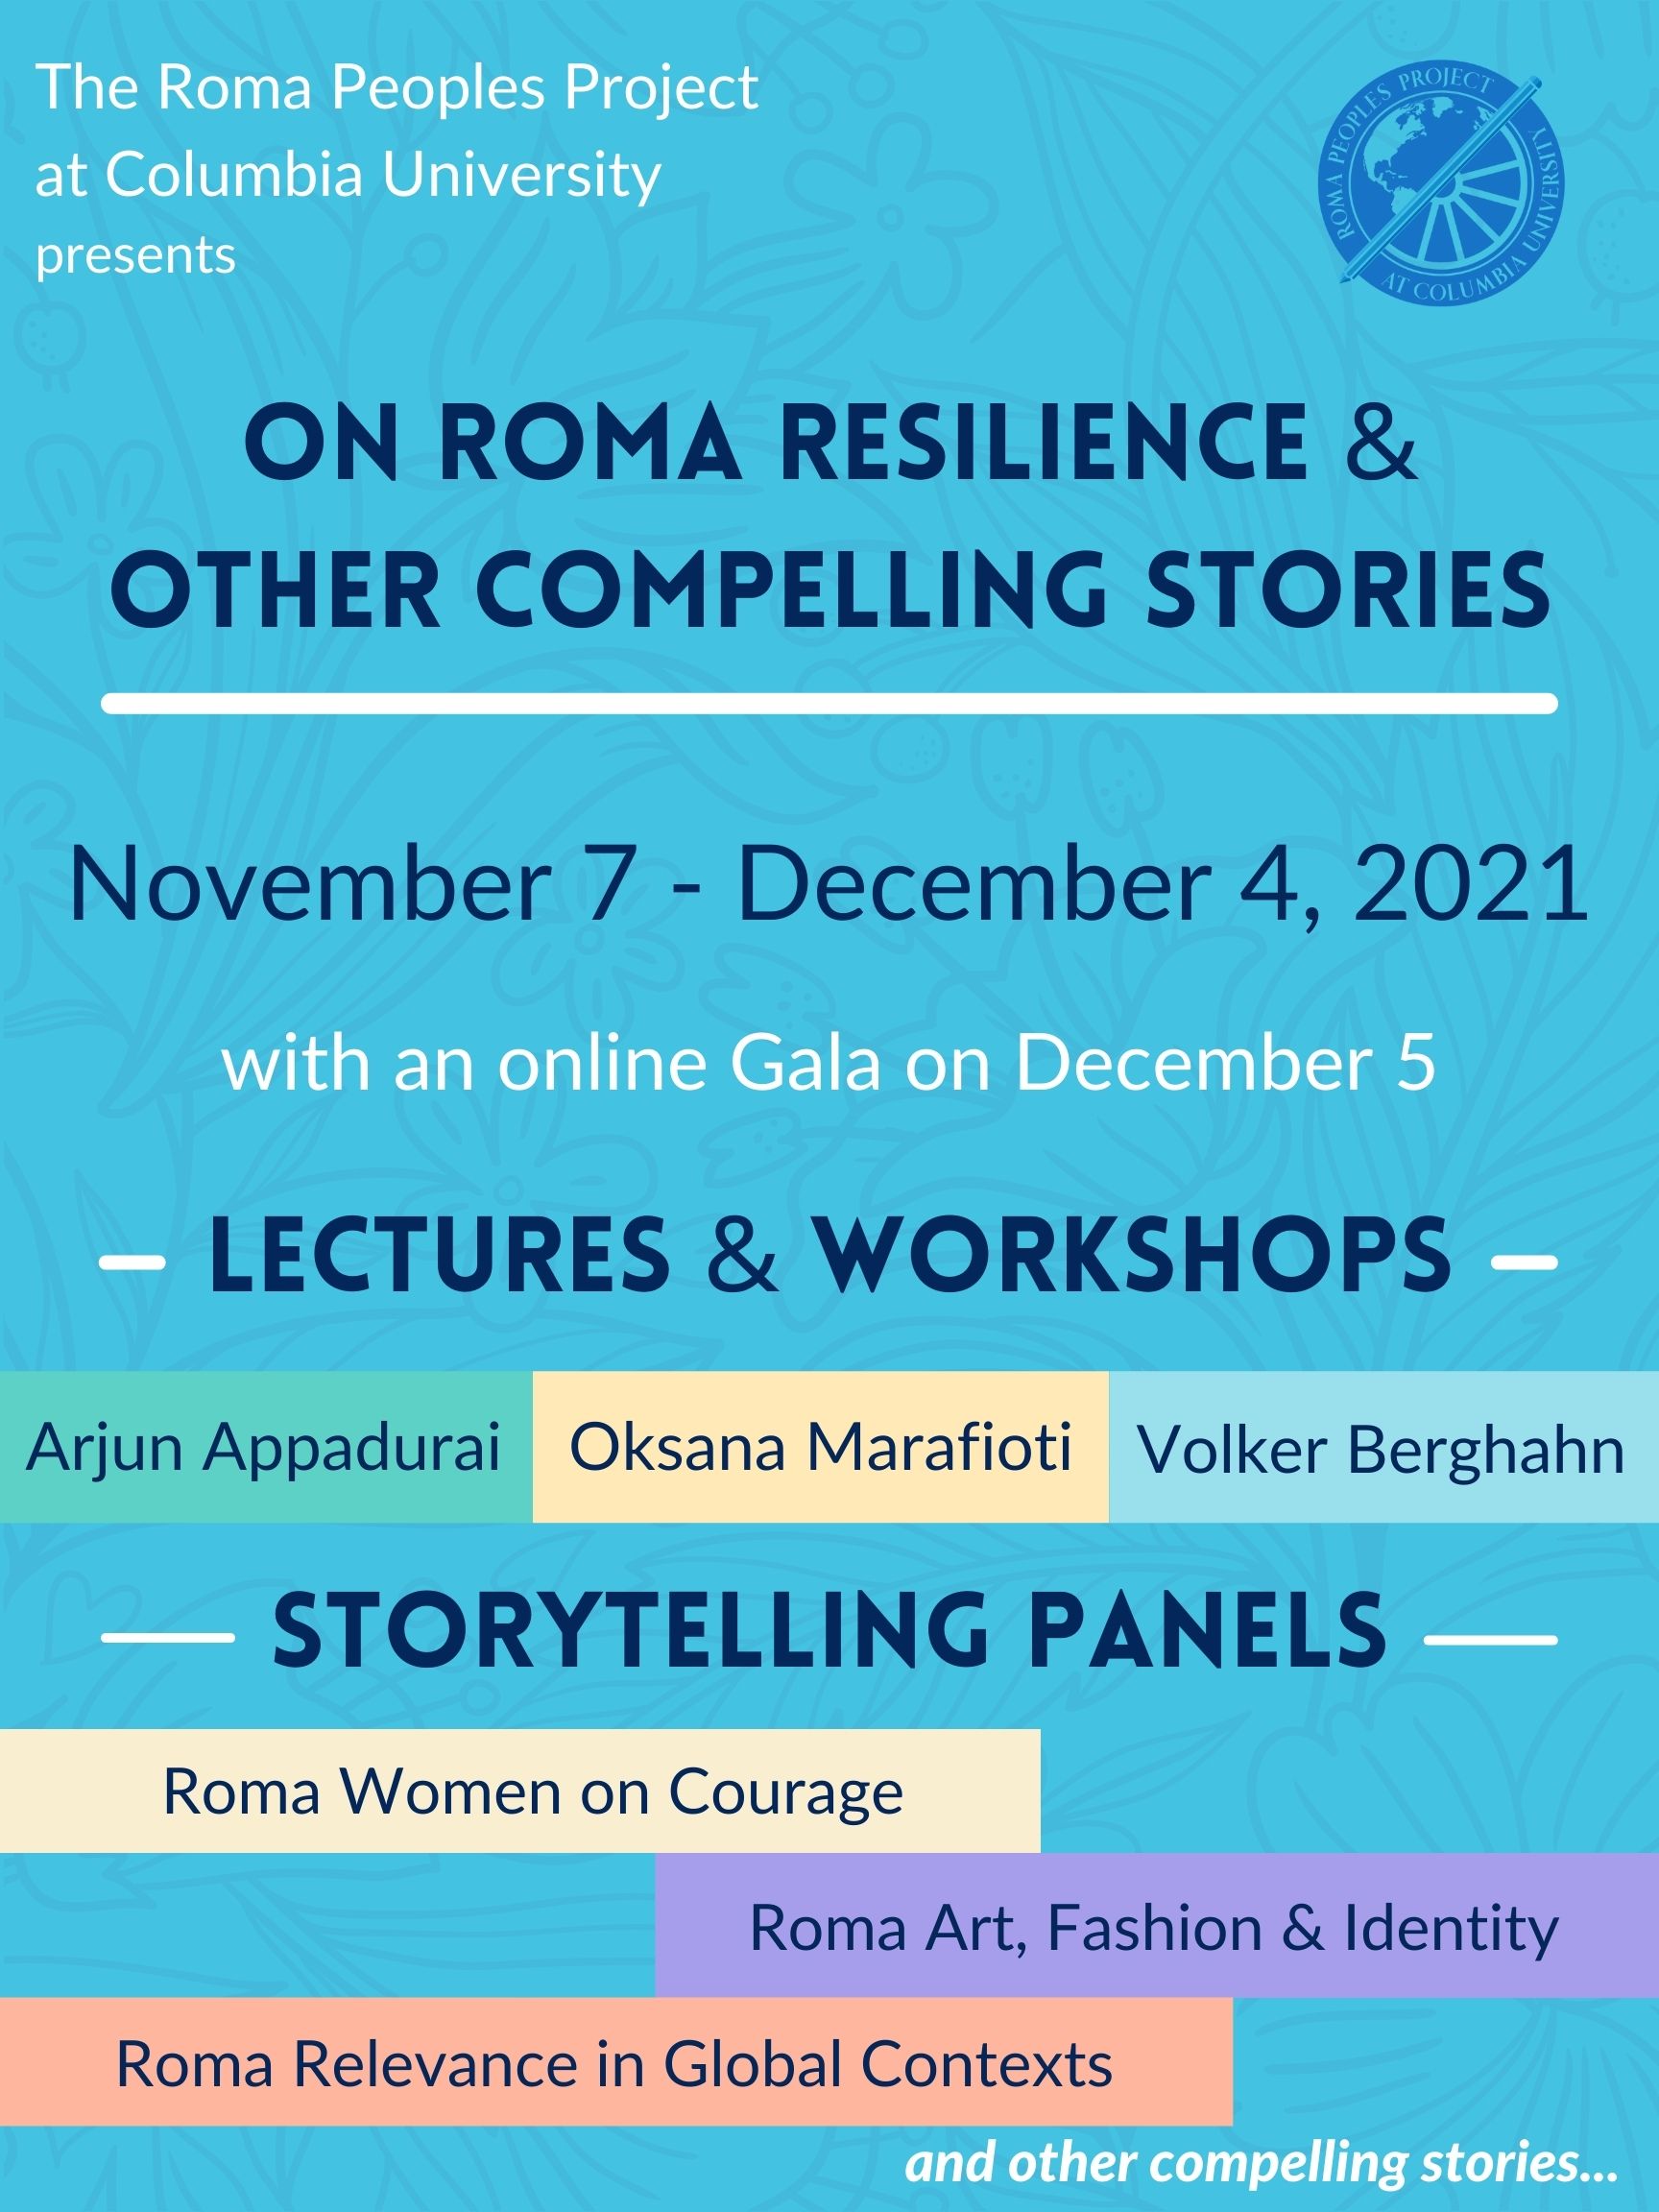 The Roma Peoples Project
at Columbia University
presents
ROMA PEOPLES PROJECT
AT COLUMBIA UNIVERSITY
ON ROMA RESILIENCE &
OTHER COMPELLING STORIES
November 7 - December 4, 2021
with an online Gala on December 5
LECTURES & WORKSHOPS
Arjun Appadurai
Oksana Marafioti
Volker Berghahn
STORYTELLING PANELS
Roma Women on Courage
Roma Art, Fashion & Identity
Roma Relevance in Global Contexts
and other compelling stories...